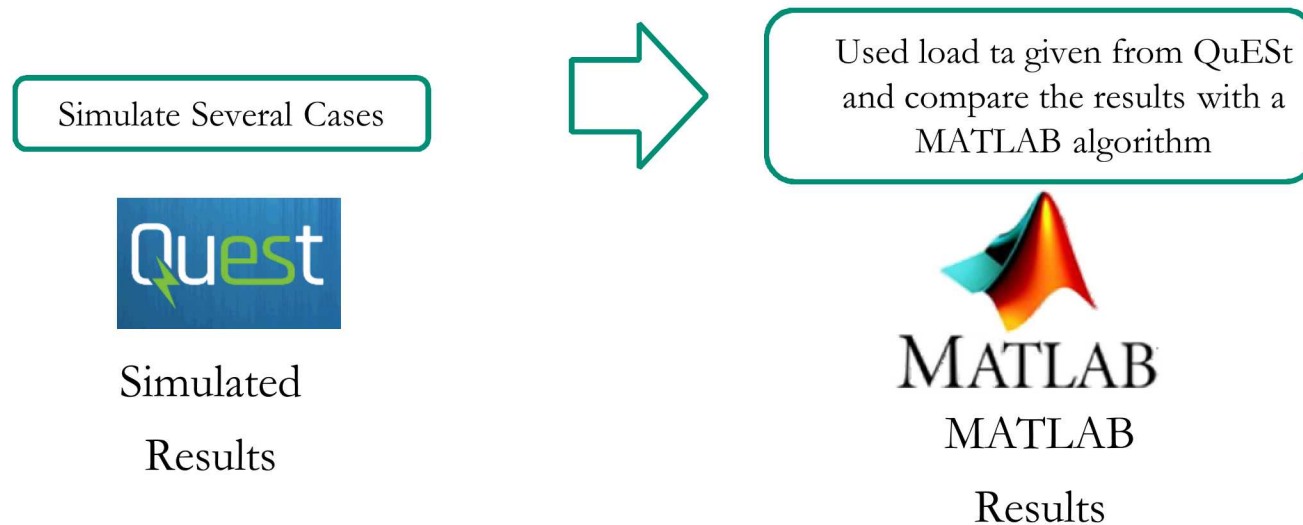 Simulate Several Cases
Quest
Simulated
Results
Used load ta given from QuESt
and compare the results with a
MATLAB algorithm
MATLAB
MATLAB
Results